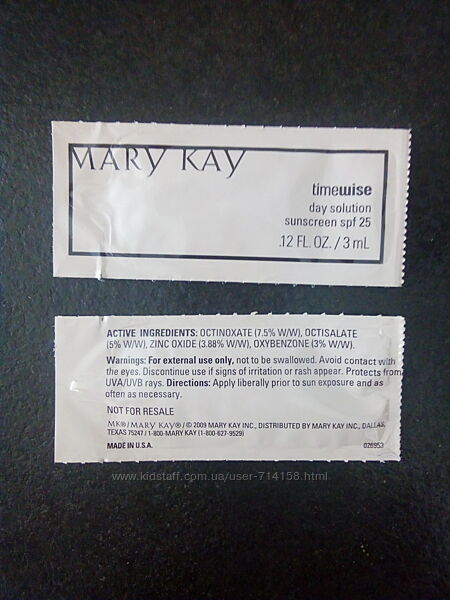 MARY KAY
timewise
day solution
sunscreen spf 25
.12 FL. OZ. / 3 mL
ACTIVE INGREDIENTS: OCTINOXATE (7.5% W/W), OCTISALATE
(5% W/W), ZINC OXIDE (3.88% W/W), OXYBENZONE (3% W/W).
Warnings: For external use only, not to be swallowed. Avoid contact with
the eyes. Discontinue use if signs of irritation or rash appear. Protects from
UVA/UVB rays. Directions: Apply liberally prior to sun exposure and as
often as necessary.
NOT FOR RESALE
MK®/MARY KAY®/ © 2009 MARY KAY INC., DISTRIBUTED BY MARY KAY INC., DALLAS,
TEXAS 75247 / 1-800-MARY KAY (1-800-627-9529)
MADE IN U.S.A. 026953
www.kidstaff.com.ua/user-714158.html